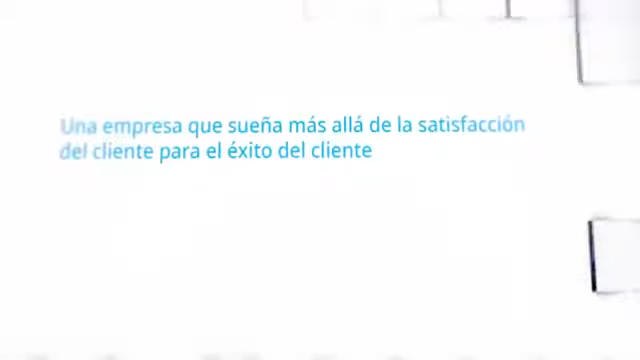 Una empresa que sueña más allá de la satisfacción
del cliente para el éxito del cliente